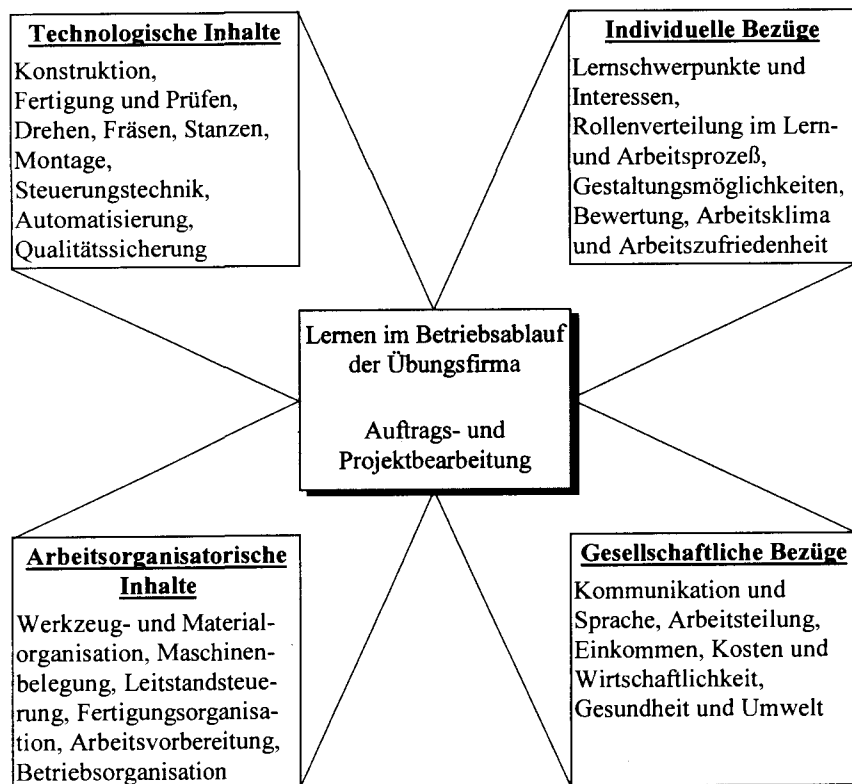 Technologische Inhalte
Konstruktion,
Fertigung und Prüfen,
Drehen, Fräsen, Stanzen,
Montage,
Steuerungstechnik,
Automatisierung,
Qualitätssicherung
Individuelle Bezüge
Lernschwerpunkte und
Interessen,
Rollenverteilung im Lern-
und Arbeitsprozeß,
Gestaltungsmöglichkeiten,
Bewertung, Arbeitsklima
und Arbeitszufriedenheit
Lernen im Betriebsablauf
der Übungsfirma
Auftrags- und
Projektbearbeitung
Arbeitsorganisatorische
Inhalte
Werkzeug- und Material-
organisation, Maschinen-
belegung, Leitstandsteue-
rung, Fertigungsorganisa-
tion, Arbeitsvorbereitung,
Betriebsorganisation
Gesellschaftliche Bezüge
Kommunikation und
Sprache, Arbeitsteilung,
Einkommen, Kosten und
Wirtschaftlichkeit,
Gesundheit und Umwelt